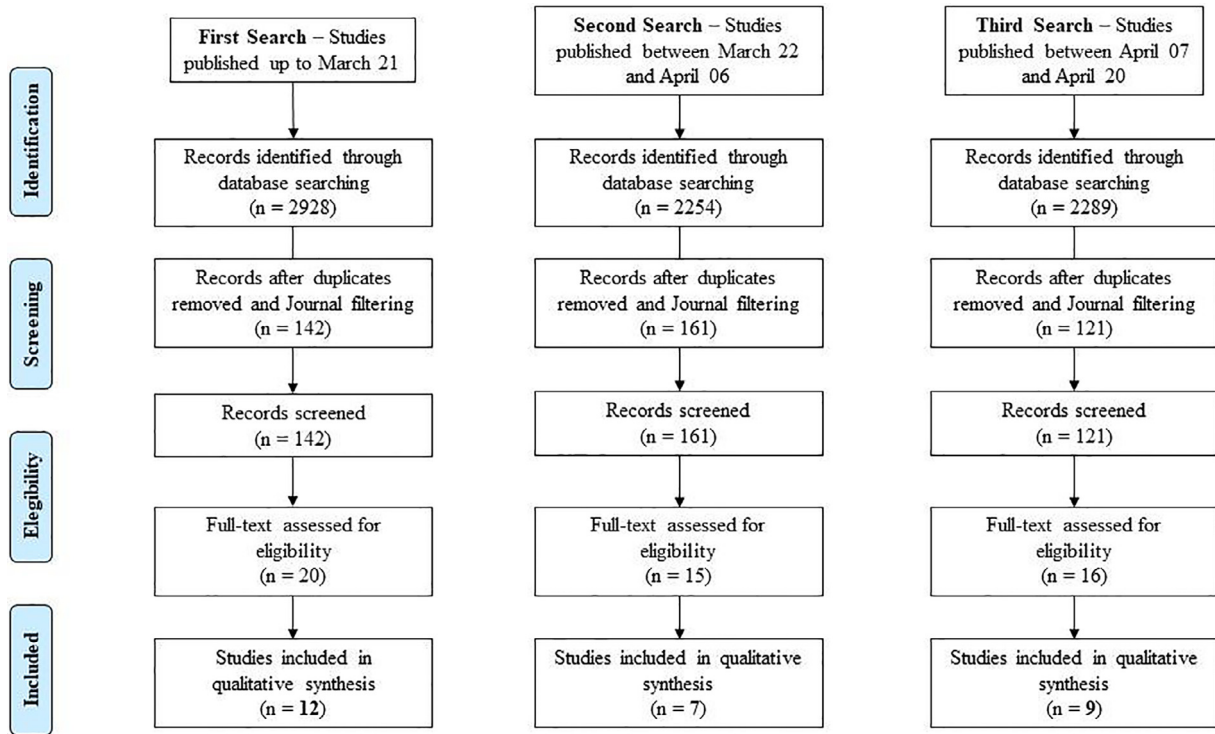 Identification
Screening
Elegibility
Included
First Search – Studies
published up to March 21
Records identified through
database searching
(n = 2928)
Records after duplicates
removed and Journal filtering
(n = 142)
Records screened
(n = 142)
Full-text assessed for
eligibility
(n = 20)
Studies included in
qualitative synthesis
(n = 12)
Second Search – Studies
published between March 22
and April 06
Records identified through
database searching
(n = 2254)
Records after duplicates
removed and Journal filtering
(n = 161)
Records screened
(n = 161)
Full-text assessed for
eligibility
(n = 15)
Studies included in qualitative
synthesis
(n = 7)
Third Search – Studies
published between April 07
and April 20
Records identified through
database searching
(n = 2289)
Records after duplicates
removed and Journal filtering
(n = 121)
Records screened
(n = 121)
Full-text assessed for
eligibility
(n = 16)
Studies included in qualitative
synthesis
(n = 9)